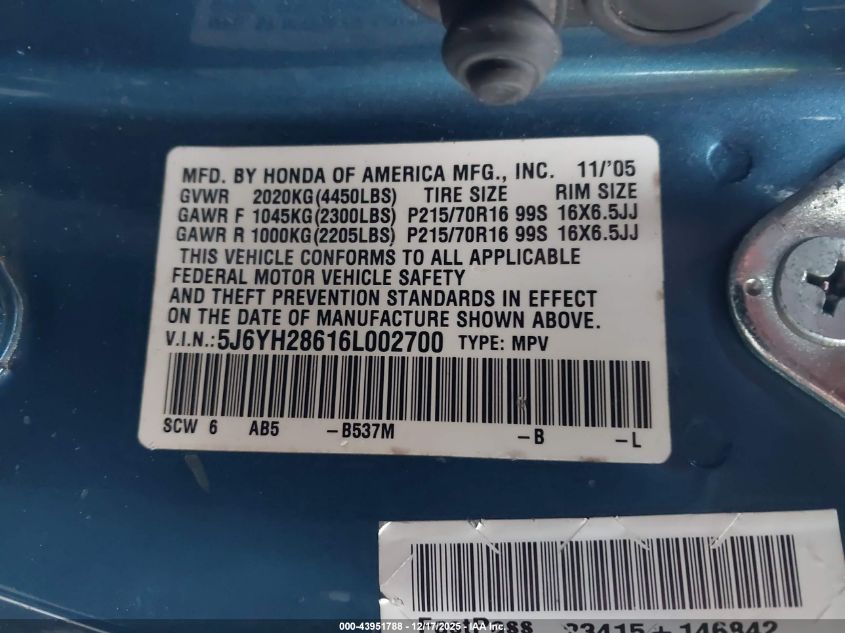 MFD. BY HONDA OF AMERICA MFG., INC. 11/'05
GVWR 2020KG(4450LBS) TIRE SIZE RIM SIZE
GAWR F 1045KG(2300LBS) P215/70R16 99S 16X6.5JJ
GAWR R 1000KG(2205LBS) P215/70R16 99S 16X6.5JJ
THIS VEHICLE CONFORMS TO ALL APPLICABLE
FEDERAL MOTOR VEHICLE SAFETY
AND THEFT PREVENTION STANDARDS IN EFFECT
ON THE DATE OF MANUFACTURE SHOWN ABOVE.
V.I.N.: 5J6YH28616L002700 TYPE: MPV
SCW 6 AB5 -B537M K -B -L
23415 + 146842
000-43951788 - 12/17/2025 - copart